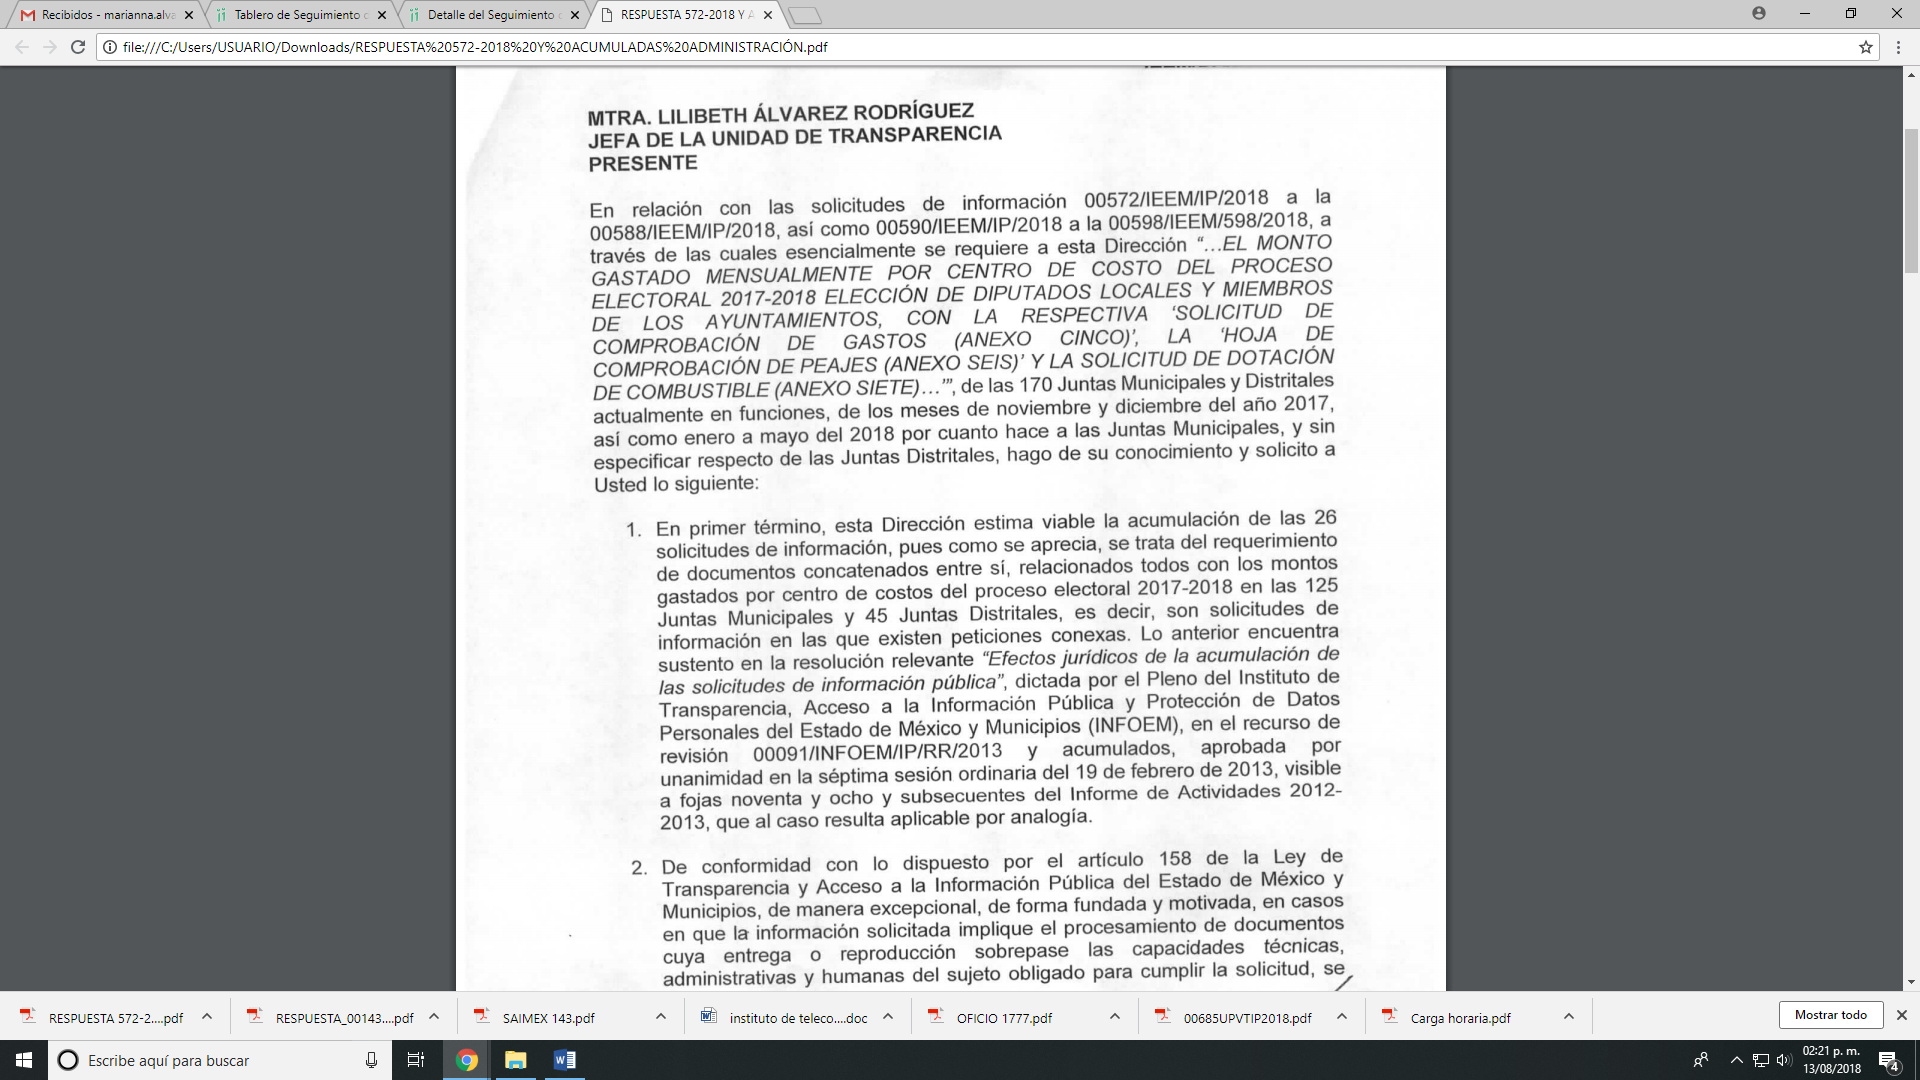 Recibidos - marianna.alva
Tablero de Seguimiento
Detalle del Seguimiento
RESPUESTA 572-2018 Y A
file:///C:/Users/USUARIO/Downloads/RESPUESTA%20572-2018%20Y%20ACUMULADAS%20ADMINISTRACIÓN.pdf
MTRA. LILIBETH ÁLVAREZ RODRÍGUEZ
JEFA DE LA UNIDAD DE TRANSPARENCIA
PRESENTE
En relación con las solicitudes de información 00572/IEEM/IP/2018 a la
00588/IEEM/IP/2018, así como 00590/IEEM/IP/2018 a la 00598/IEEM/598/2018, a
través de las cuales esencialmente se requiere a esta Dirección “…EL MONTO
GASTADO MENSUALMENTE POR CENTRO DE COSTO DEL PROCESO
ELECTORAL 2017-2018 ELECCIÓN DE DIPUTADOS LOCALES Y MIEMBROS
DE LOS AYUNTAMIENTOS, CON LA RESPECTIVA ‘SOLICITUD DE
COMPROBACIÓN DE GASTOS (ANEXO CINCO)’, LA ‘HOJA DE
COMPROBACIÓN DE PEAJES (ANEXO SEIS)’ Y LA SOLICITUD DE DOTACIÓN
DE COMBUSTIBLE (ANEXO SIETE)…’”, de las 170 Juntas Municipales y Distritales
actualmente en funciones, de los meses de noviembre y diciembre del año 2017,
así como enero a mayo del 2018 por cuanto hace a las Juntas Municipales, y sin
especificar respecto de las Juntas Distritales, hago de su conocimiento y solicito a
Usted lo siguiente:
1. En primer término, esta Dirección estima viable la acumulación de las 26
solicitudes de información, pues como se aprecia, se trata del requerimiento
de documentos concatenados entre sí, relacionados todos con los montos
gastados por centro de costos del proceso electoral 2017-2018 en las 125
Juntas Municipales y 45 Juntas Distritales, es decir, son solicitudes de
información en las que existen peticiones conexas. Lo anterior encuentra
sustento en la resolución relevante “Efectos jurídicos de la acumulación de
las solicitudes de información pública”, dictada por el Pleno del Instituto de
Transparencia, Acceso a la Información Pública y Protección de Datos
Personales del Estado de México y Municipios (INFOEM), en el recurso de
revisión 00091/INFOEM/IP/RR/2013 y acumulados, aprobada por
unanimidad en la séptima sesión ordinaria del 19 de febrero de 2013, visible
a fojas noventa y ocho y subsecuentes del Informe de Actividades 2012-
2013, que al caso resulta aplicable por analogía.
2. De conformidad con lo dispuesto por el artículo 158 de la Ley de
Transparencia y Acceso a la Información Pública del Estado de México y
Municipios, de manera excepcional, de forma fundada y motivada, en casos
en que la información solicitada implique el procesamiento de documentos
cuya entrega o reproducción sobrepase las capacidades técnicas,
administrativas y humanas del sujeto obligado para cumplir la solicitud, se
RESPUESTA 572-2....pdf
RESPUESTA_00143....pdf
SAIMEX 143.pdf
instituto de teleco....doc
OFICIO 1777.pdf
00685UPVTIP2018.pdf
Carga horaria.pdf
Mostrar todo
Escribe aquí para buscar
02:21 p. m.
13/08/2018
4